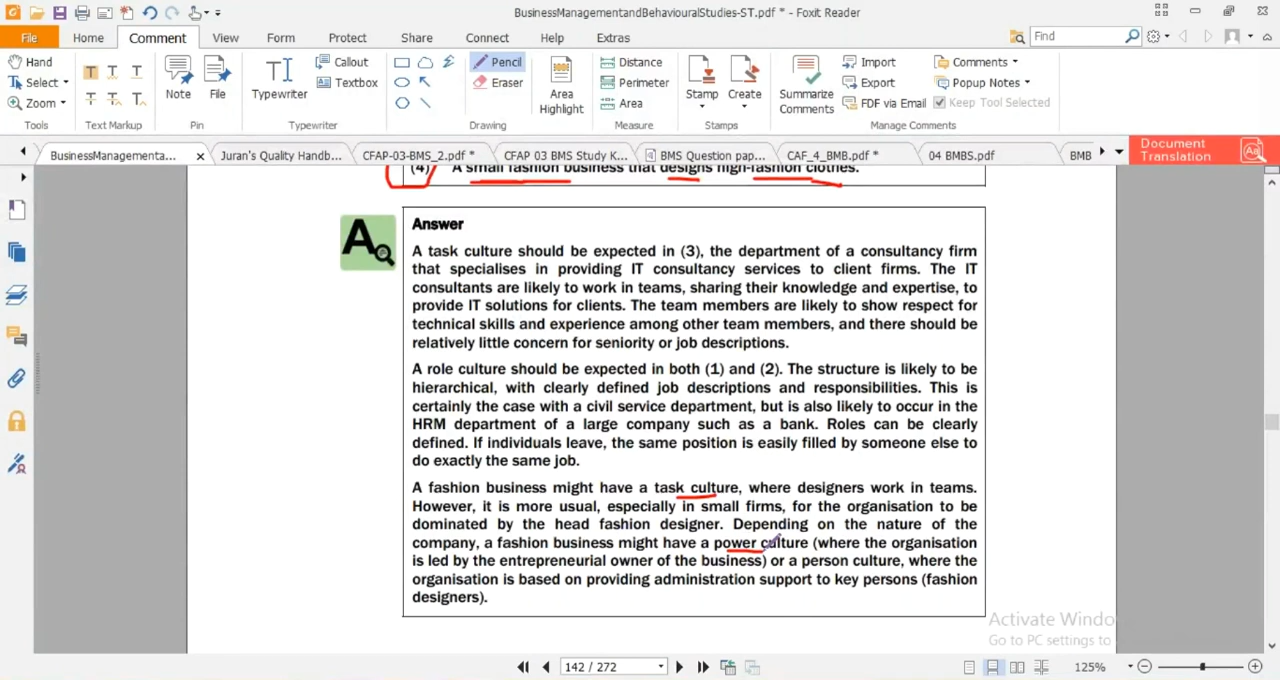 BusinessManagementandBehaviouralStudies-ST.pdf * - Foxit Reader
File Home Comment View Form Protect Share Connect Help Extras Find
Hand
Select
Zoom
Tools
Text Markup
Note File
Pin
Typewriter
Callout
Textbox
Typewriter
Pencil
Eraser
Drawing
Area
Highlight
Distance
Perimeter
Area
Measure
Stamp Create
Stamps
Summarize
Comments
Import
Export
FDF via Email
Comments
Popup Notes
Keep Tool Selected
Manage Comments
BusinessManagementa... x Juran's Quality Handb... CFAP-03-BMS_2.pdf * CFAP 03 BMS Study K... BMS Question pap... CAF_4_BMB.pdf * 04 BMBS.pdf BMB
Document
Translation
(4) A small fashion business that designs high-fashion clothes.
A
Answer
A task culture should be expected in (3), the department of a consultancy firm
that specialises in providing IT consultancy services to client firms. The IT
consultants are likely to work in teams, sharing their knowledge and expertise, to
provide IT solutions for clients. The team members are likely to show respect for
technical skills and experience among other team members, and there should be
relatively little concern for seniority or job descriptions.
A role culture should be expected in both (1) and (2). The structure is likely to be
hierarchical, with clearly defined job descriptions and responsibilities. This is
certainly the case with a civil service department, but is also likely to occur in the
HRM department of a large company such as a bank. Roles can be clearly
defined. If individuals leave, the same position is easily filled by someone else to
do exactly the same job.
A fashion business might have a task culture, where designers work in teams.
However, it is more usual, especially in small firms, for the organisation to be
dominated by the head fashion designer. Depending on the nature of the
company, a fashion business might have a power culture (where the organisation
is led by the entrepreneurial owner of the business) or a person culture, where the
organisation is based on providing administration support to key persons (fashion
designers).
Activate Windo
Go to PC settings to
142 / 272
125%